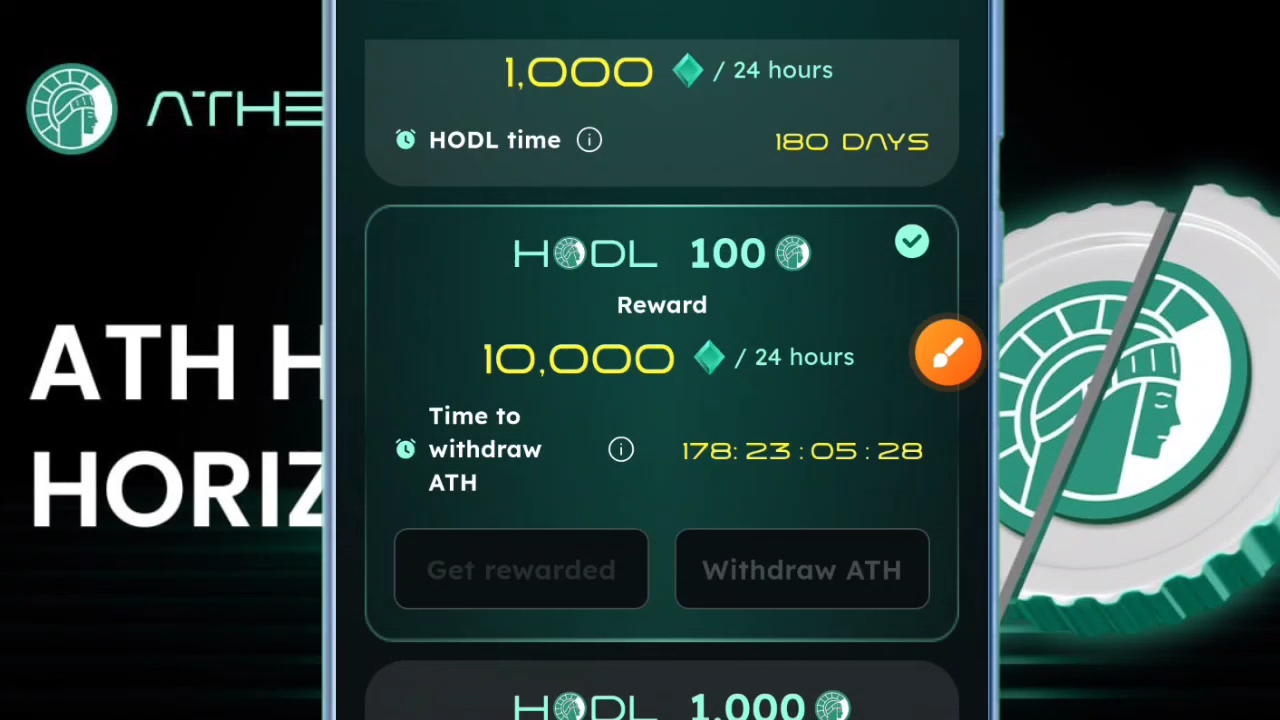 1,000 / 24 hours
HODL time 180 DAYS
ATHE
HODL 100
Reward
10,000 / 24 hours
ATH H
HORIZ
Time to
withdraw
ATH
178: 23 : 05 : 28
Get rewarded
Withdraw ATH
HODL 1,000